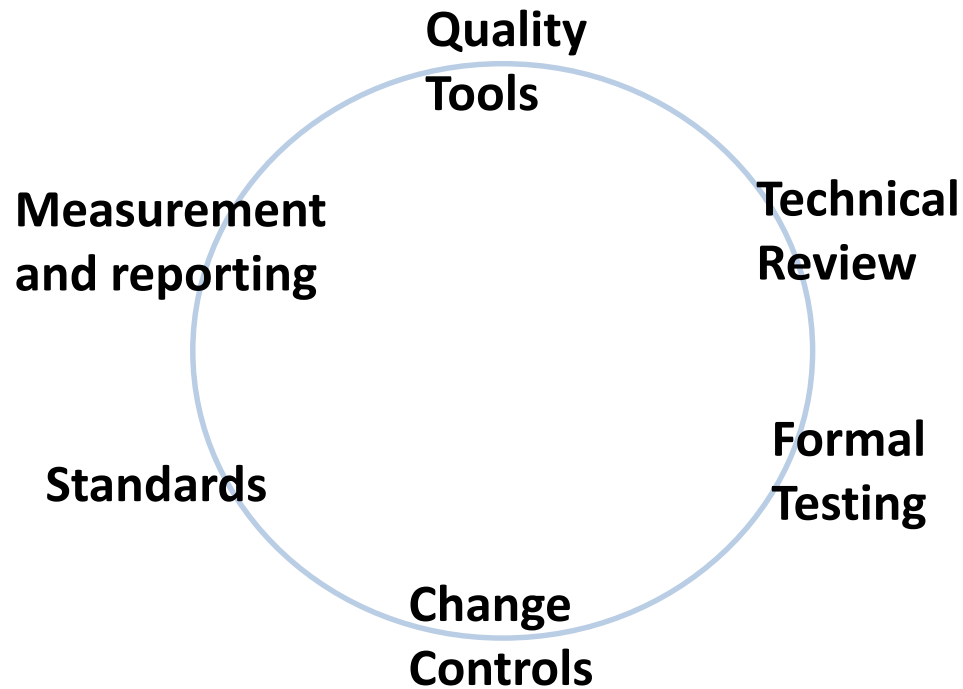 Quality
Tools
Technical
Review
Formal
Testing
Change
Controls
Standards
Measurement
and reporting